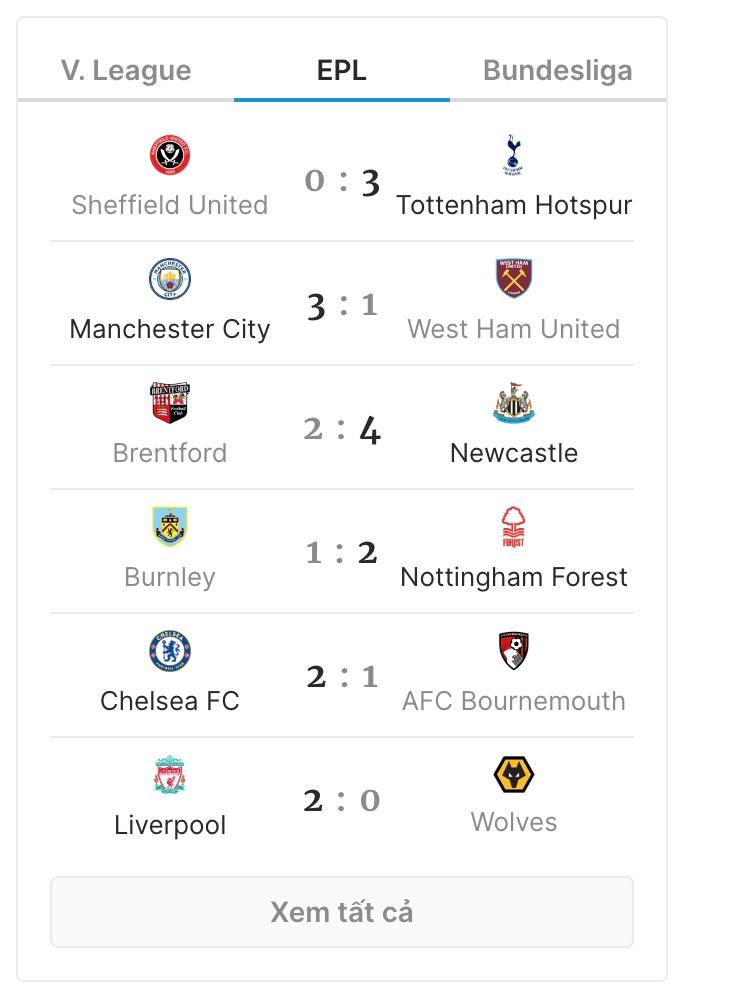 V. League EPL Bundesliga
0 : 3
Sheffield United Tottenham Hotspur
3 : 1
Manchester City West Ham United
2 : 4
Brentford Newcastle
1 : 2
Burnley Nottingham Forest
2 : 1
Chelsea FC AFC Bournemouth
2 : 0
Liverpool Wolves
Xem tất cả